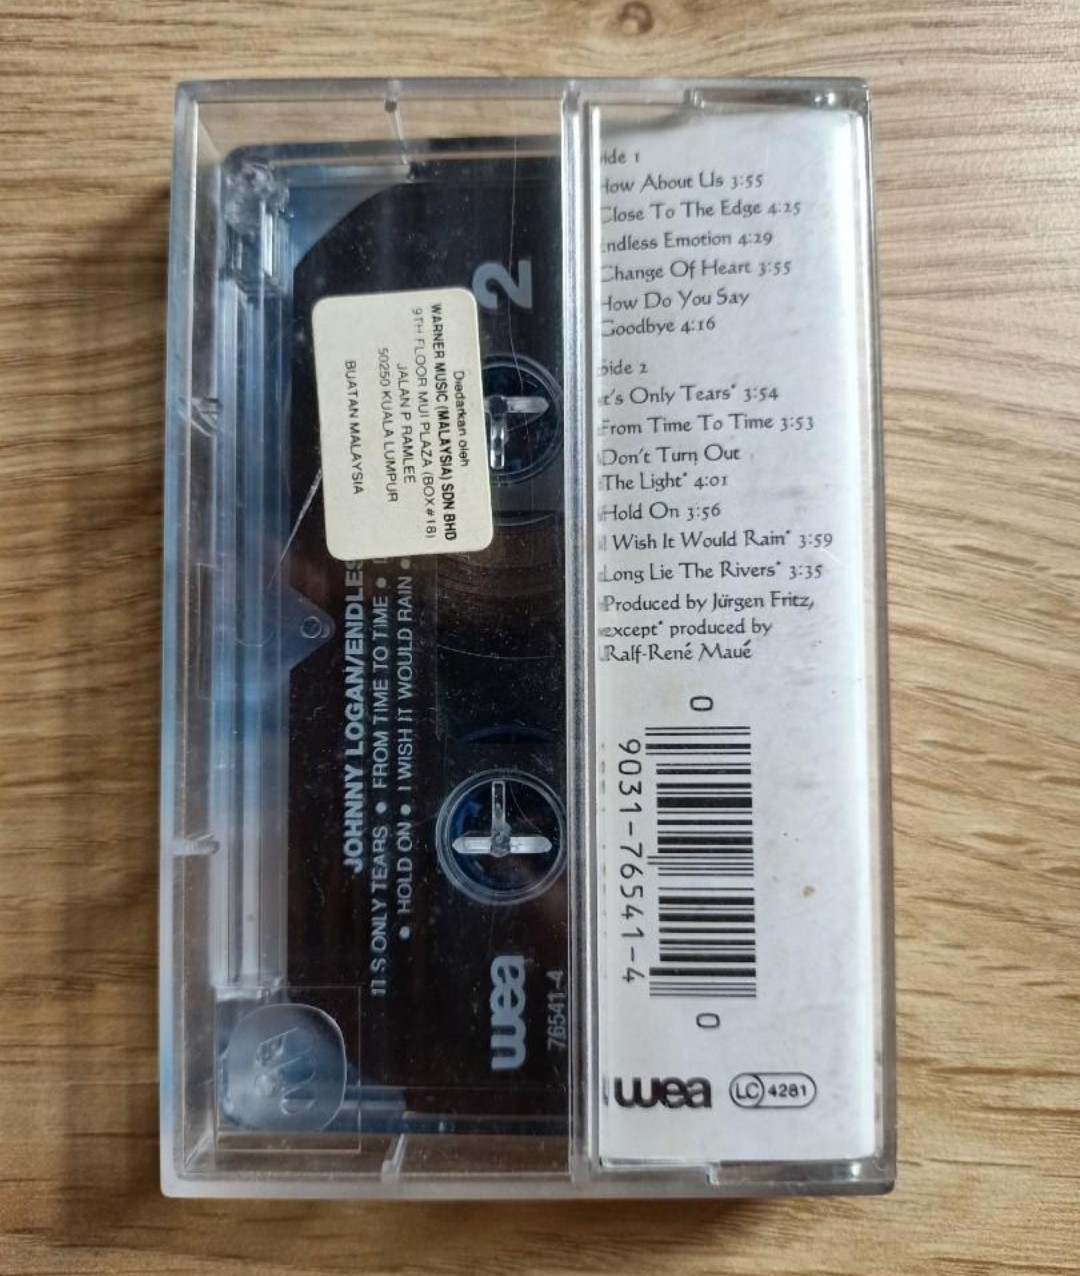 Side 1
How About Us 3:55
Close To The Edge 4:25
Endless Emotion 4:29
Change Of Heart 3:55
How Do You Say
Goodbye 4:16
Side 2
It's Only Tears* 3:54
From Time To Time 3:53
Don't Turn Out
The Light* 4:01
Hold On 3:56
I Wish It Would Rain* 3:59
Long Lie The Rivers* 3:35
Produced by Jürgen Fritz,
except* produced by
Ralf-René Maué
0
9031-76541-4
0
wea
LC 4281
2
Diedarkan oleh
WARNER MUSIC (MALAYSIA) SDN BHD
9TH FLOOR MUI PLAZA (BOX#18)
JALAN P RAMLEE
50250 KUALA LUMPUR
BUATAN MALAYSIA
JOHNNY LOGAN/ENDLES
IT'S ONLY TEARS • FROM TIME TO TIME •
• HOLD ON • I WISH IT WOULD RAIN •
wea
76541-4